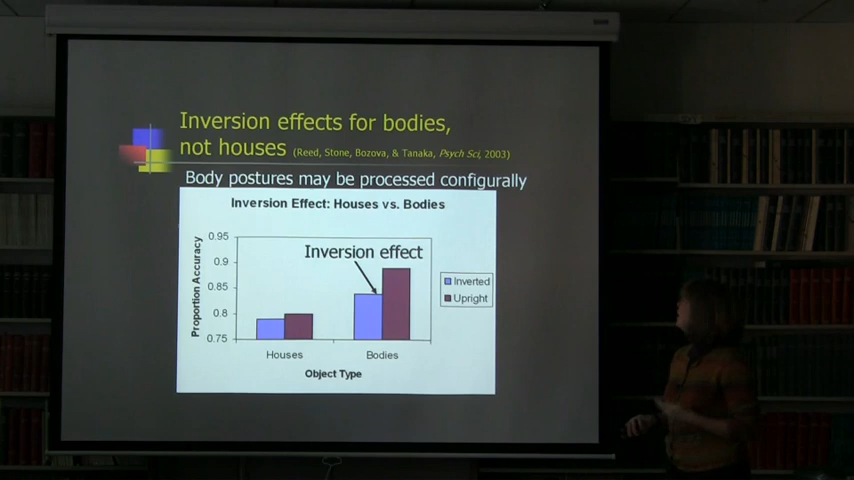 Inversion effects for bodies,
not houses (Reed, Stone, Bozova, & Tanaka, Psych Sci, 2003)
Body postures may be processed configurally
Inversion Effect: Houses vs. Bodies
Proportion Accuracy
0.95
0.9
0.85
0.8
0.75
Inversion effect
Inverted
Upright
Houses Bodies
Object Type